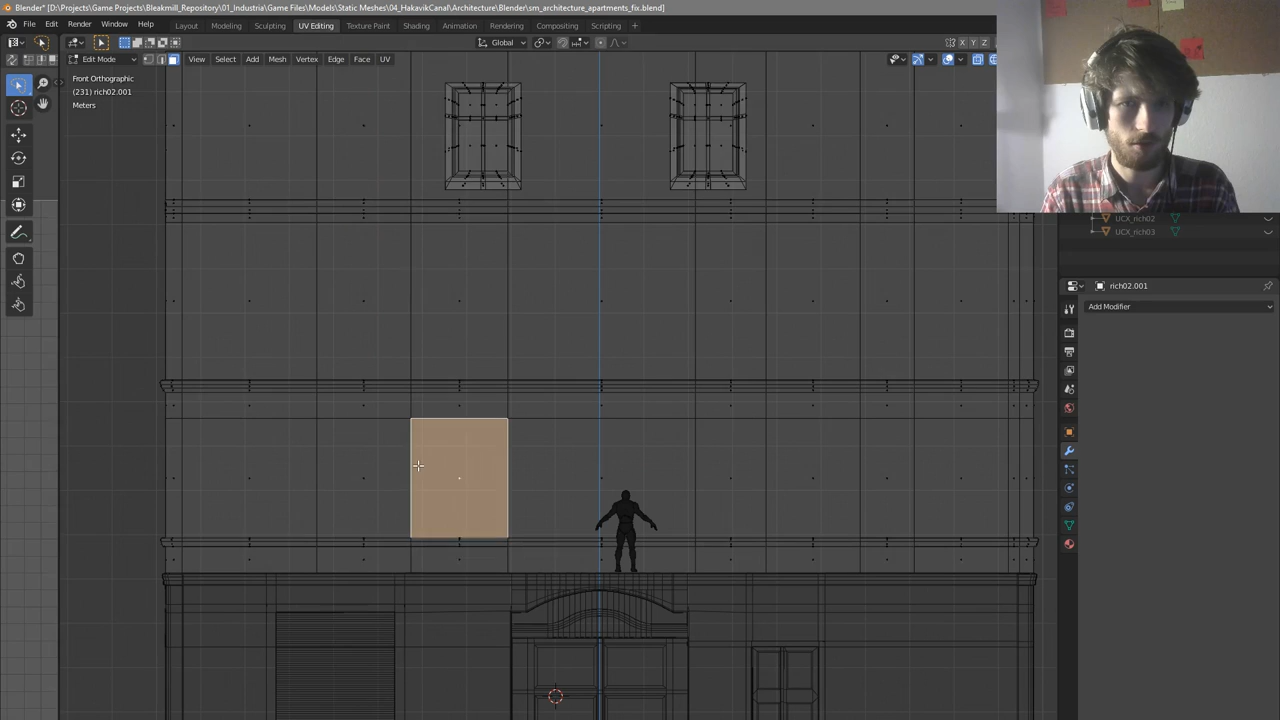 Blender* [D:\Projects\Game Projects\Bleakmill_Repository\01_Industria\Game Files\Models\Static Meshes\04_HakavikCanal\Architecture\Blender\sm_architecture_apartments_fix.blend]
File Edit Render Window Help Layout Modeling Sculpting UV Editing Texture Paint Shading Animation Rendering Compositing Scripting +
Global X Y Z
Edit Mode View Select Add Mesh Vertex Edge Face UV
Front Orthographic
(231) rich02.001
Meters
UCX_rich02
UCX_rich03
rich02.001
Add Modifier